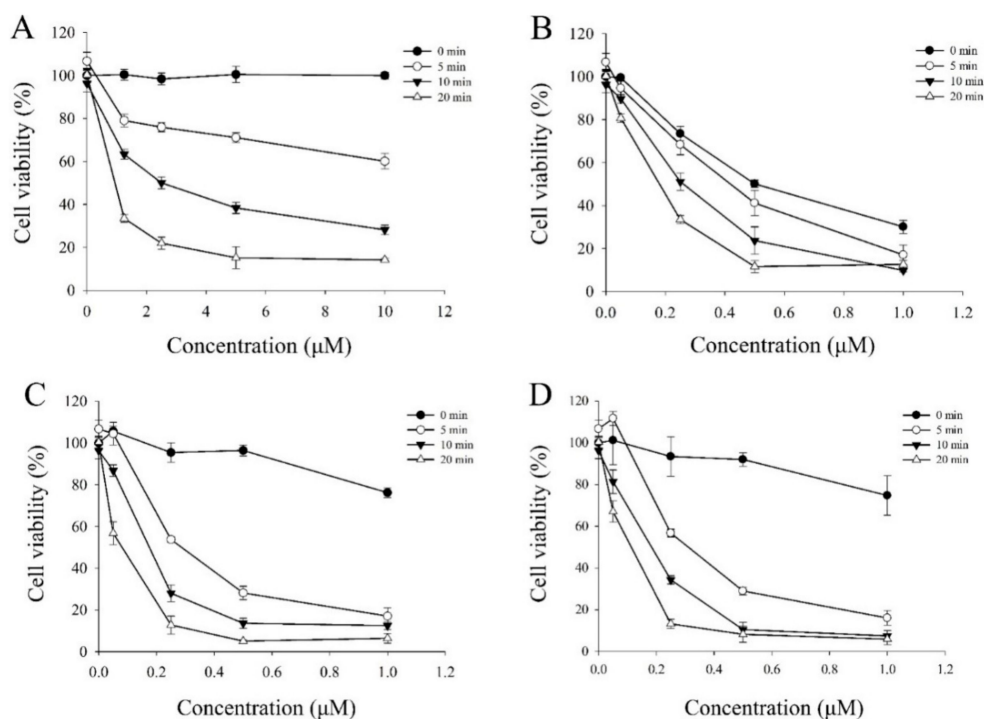 A
120
100
80
60
40
20
0
0
2
4
6
8
10
12
Cell viability (%)
Concentration (μM)
0 min
5 min
10 min
20 min
B
120
100
80
60
40
20
0
0.0
0.2
0.4
0.6
0.8
1.0
1.2
Cell viability (%)
Concentration (μM)
0 min
5 min
10 min
20 min
C
120
100
80
60
40
20
0
0.0
0.2
0.4
0.6
0.8
1.0
Cell viability (%)
Concentration (μM)
0 min
5 min
10 min
20 min
D
120
100
80
60
40
20
0
0.0
0.2
0.4
0.6
0.8
1.0
1.2
Cell viability (%)
Concentration (μM)
0 min
5 min
10 min
20 min